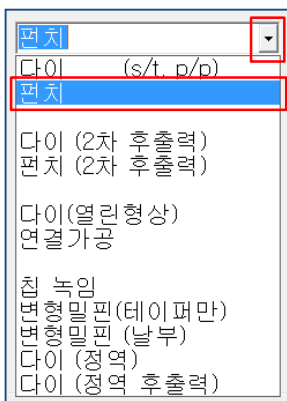 펀치
다이 (s/t, p/p)
펀치
다이 (2차 후출력)
펀치 (2차 후출력)
다이(열린형상)
연결가공
칩 녹임
변형밀핀(테이퍼만)
변형밀핀 (날부)
다이 (정역)
다이 (정역 후출력)